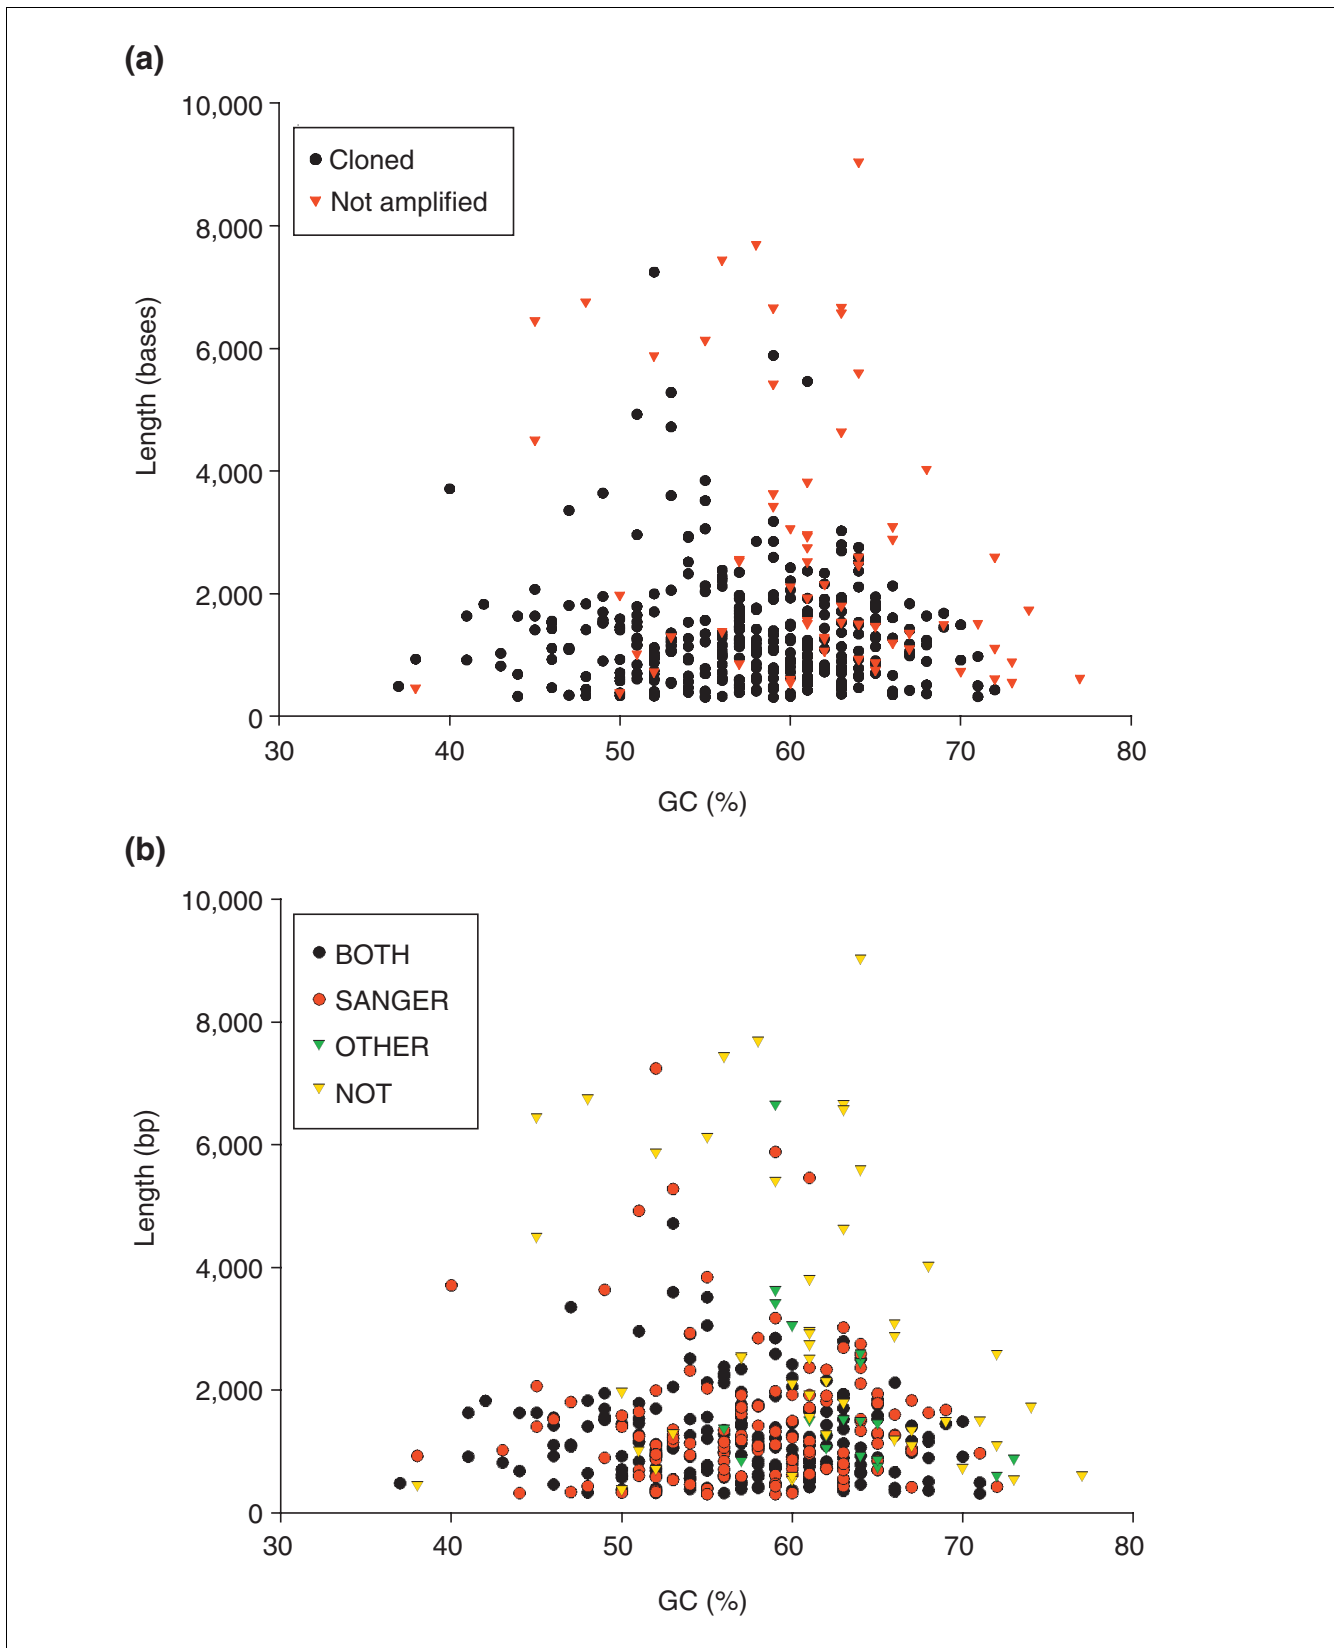 (a)
10,000
8,000
6,000
4,000
2,000
0
Length (bases)
Cloned
Not amplified
30 40 50 60 70 80
GC (%)
(b)
10,000
8,000
6,000
4,000
2,000
0
Length (bp)
BOTH
SANGER
OTHER
NOT
30 40 50 60 70 80
GC (%)